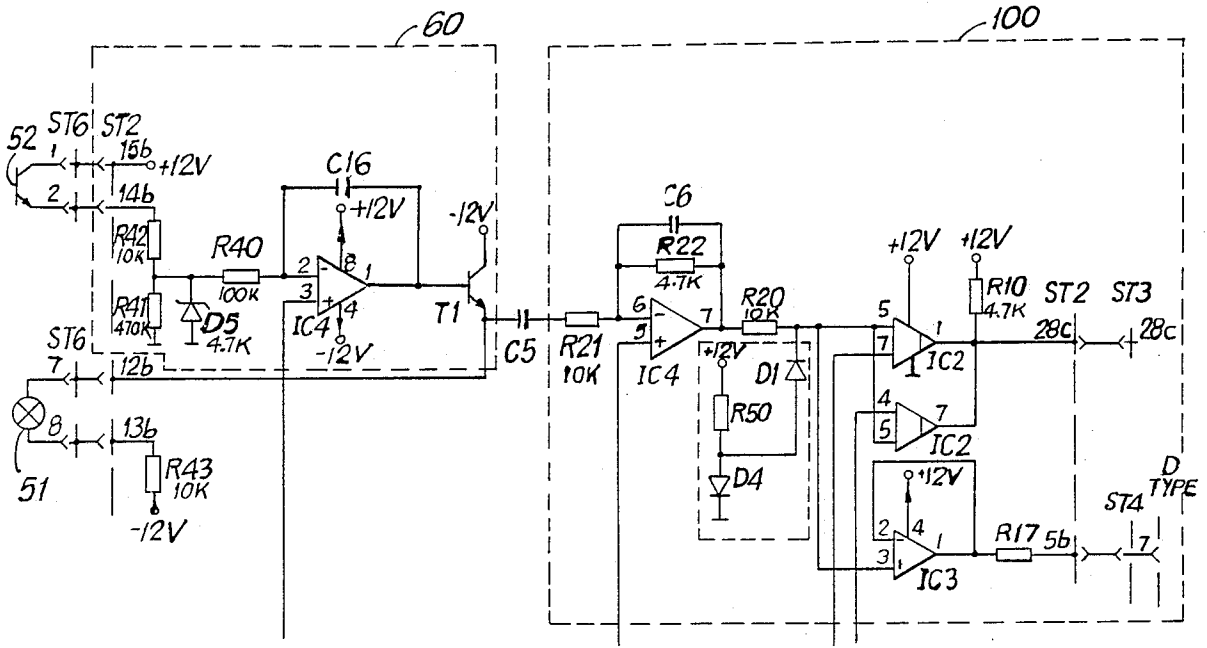 60
100
52
ST6
ST2
1
15b
+12V
2
14b
R42
10K
R41
470K
D5
4.7K
R40
100K
C16
+12V
2
-
8
1
3
+
4
IC4
-12V
-12V
T1
ST6
7
12b
8
13b
51
R43
10K
-12V
C5
R21
10K
C6
R22
4.7K
6
-
7
5
+
IC4
R20
10K
+12V
D1
R50
D4
+12V
+12V
R10
4.7K
5
1
7
IC2
4
7
5
IC2
ST2
ST3
28c
28c
+12V
2
-
4
1
3
IC3
R17
5b
ST4
7
D
TYPE